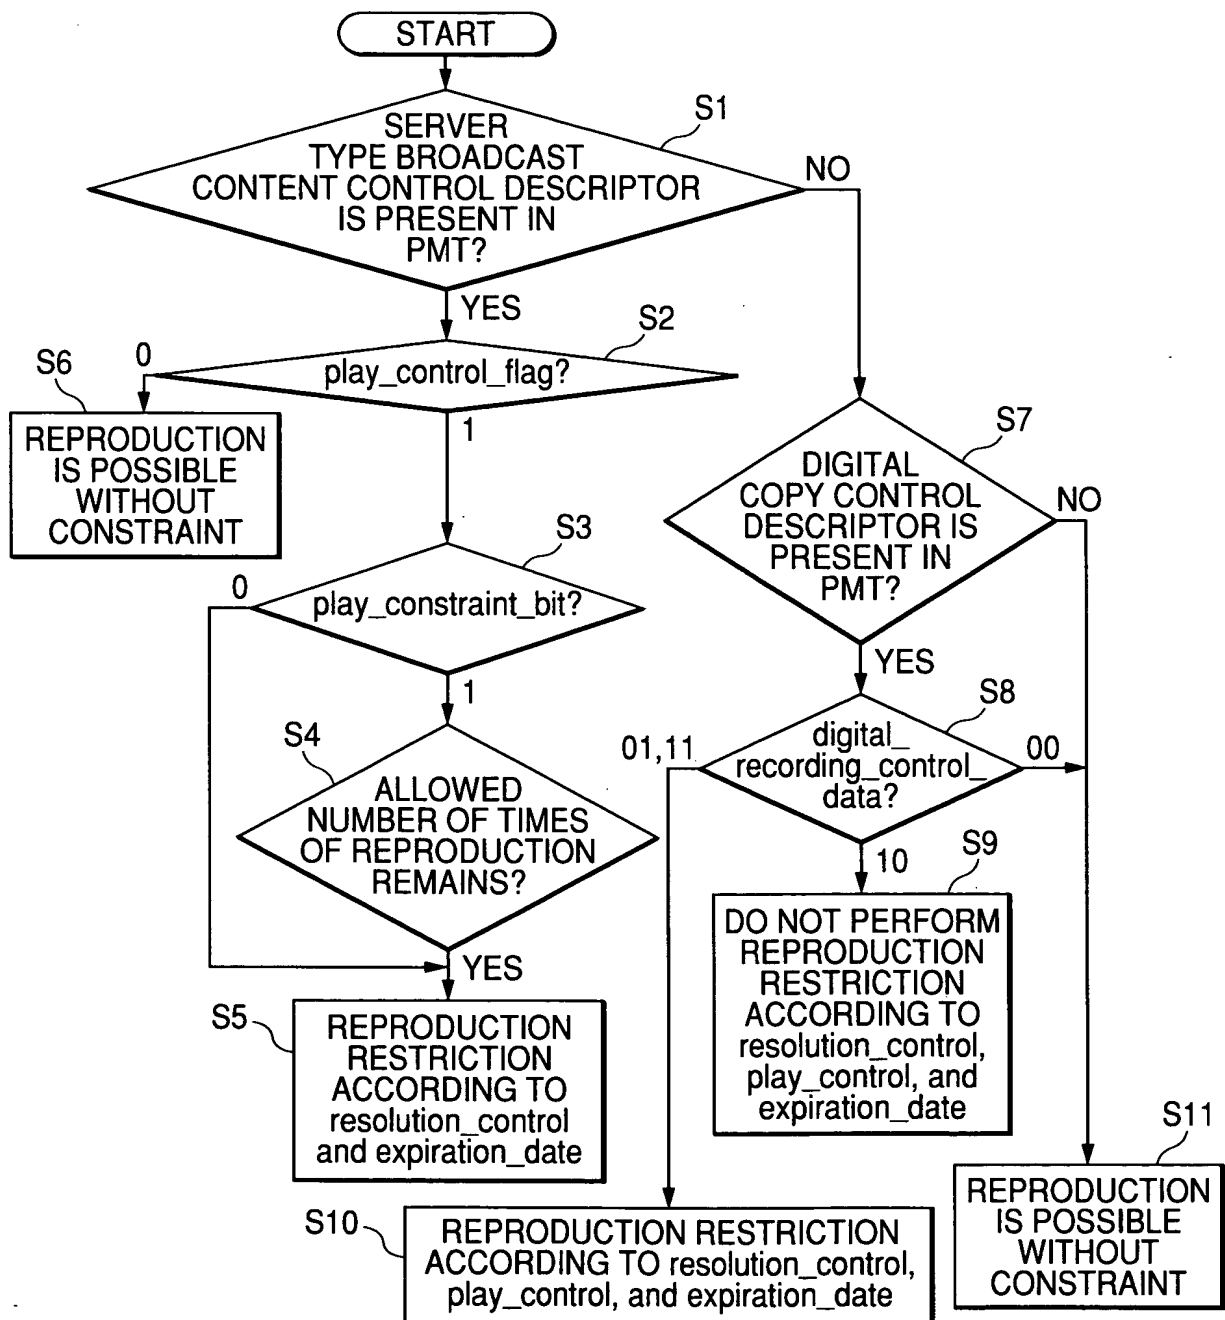 START
S1
SERVER
TYPE BROADCAST
CONTENT CONTROL DESCRIPTOR
IS PRESENT IN
PMT?
NO
YES
S2
play_control_flag?
0
1
S6
REPRODUCTION
IS POSSIBLE
WITHOUT
CONSTRAINT
S3
play_constraint_bit?
0
1
S4
ALLOWED
NUMBER OF TIMES
OF REPRODUCTION
REMAINS?
YES
S5
REPRODUCTION
RESTRICTION
ACCORDING TO
resolution_control
and expiration_date
S7
DIGITAL
COPY CONTROL
DESCRIPTOR IS
PRESENT IN
PMT?
NO
YES
S8
digital_
recording_control_
data?
01,11
00
10
S9
DO NOT PERFORM
REPRODUCTION
RESTRICTION
ACCORDING TO
resolution_control,
play_control, and
expiration_date
S10
REPRODUCTION RESTRICTION
ACCORDING TO resolution_control,
play_control, and expiration_date
S11
REPRODUCTION
IS POSSIBLE
WITHOUT
CONSTRAINT